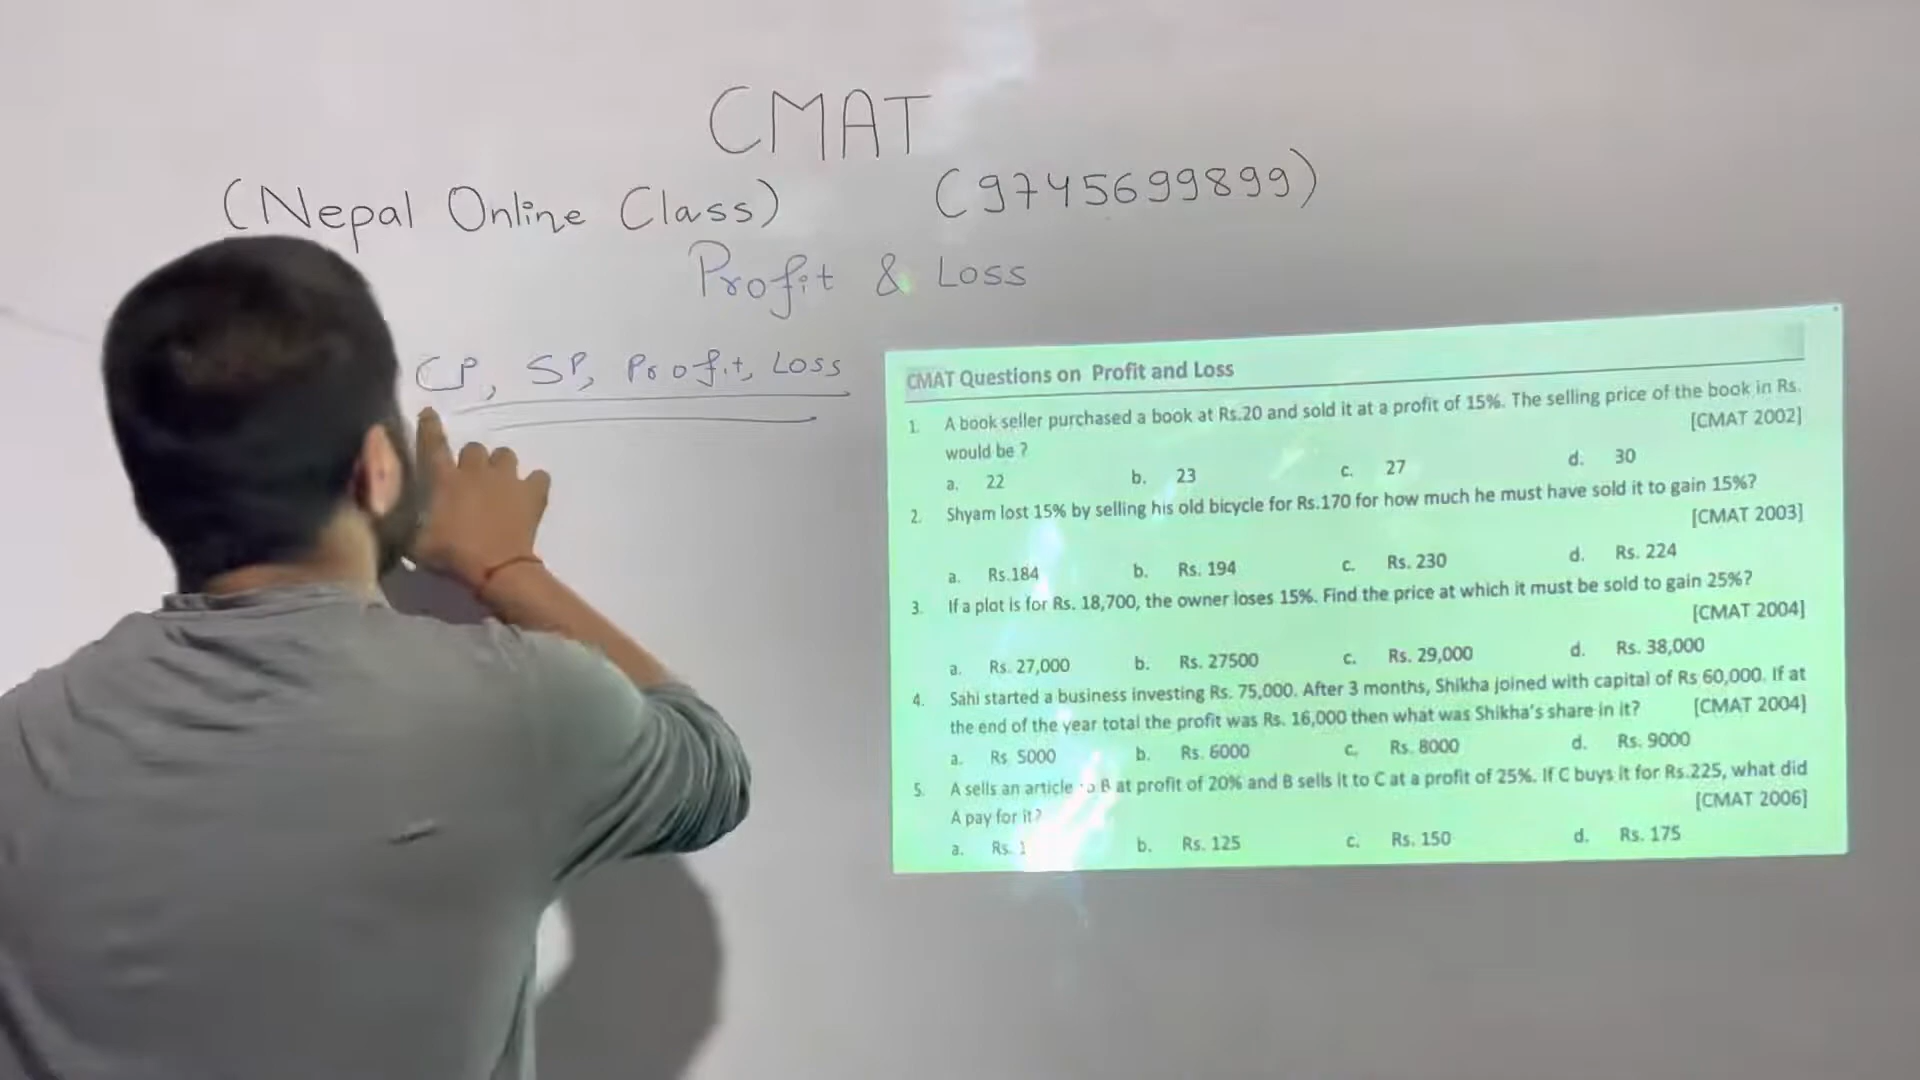 CMAT
(Nepal Online Class) (9745699899)
Profit & Loss
CP, SP, Profit, Loss
CMAT Questions on Profit and Loss
1. A book seller purchased a book at Rs.20 and sold it at a profit of 15%. The selling price of the book in Rs.
would be ? [CMAT 2002]
a. 22 b. 23 c. 27 d. 30
2. Shyam lost 15% by selling his old bicycle for Rs.170 for how much he must have sold it to gain 15%?
[CMAT 2003]
a. Rs.184 b. Rs. 194 c. Rs. 230 d. Rs. 224
3. If a plot is for Rs. 18,700, the owner loses 15%. Find the price at which it must be sold to gain 25%?
[CMAT 2004]
a. Rs. 27,000 b. Rs. 27500 c. Rs. 29,000 d. Rs. 38,000
4. Sahi started a business investing Rs. 75,000. After 3 months, Shikha joined with capital of Rs 60,000. If at
the end of the year total the profit was Rs. 16,000 then what was Shikha's share in it? [CMAT 2004]
a. Rs 5000 b. Rs. 6000 c. Rs. 8000 d. Rs. 9000
5. A sells an article B at profit of 20% and B sells it to C at a profit of 25%. If C buys it for Rs.225, what did
A pay for it? [CMAT 2006]
a. Rs. b. Rs. 125 c. Rs. 150 d. Rs. 175